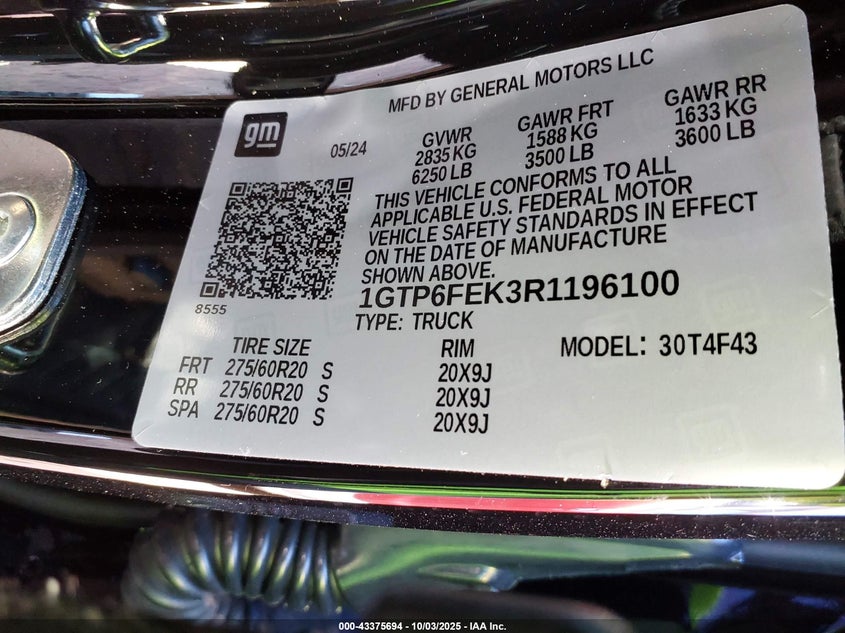 MFD BY GENERAL MOTORS LLC
gm
05/24
GVWR
2835 KG
6250 LB
GAWR FRT
1588 KG
3500 LB
GAWR RR
1633 KG
3600 LB
THIS VEHICLE CONFORMS TO ALL
APPLICABLE U.S. FEDERAL MOTOR
VEHICLE SAFETY STANDARDS IN EFFECT
ON THE DATE OF MANUFACTURE
SHOWN ABOVE.
8555
1GTP6FEK3R1196100
TYPE: TRUCK
TIRE SIZE RIM MODEL: 30T4F43
FRT 275/60R20 S 20X9J
RR 275/60R20 S 20X9J
SPA 275/60R20 S 20X9J
000-43375694 - 10/03/2025 - IAA Inc.